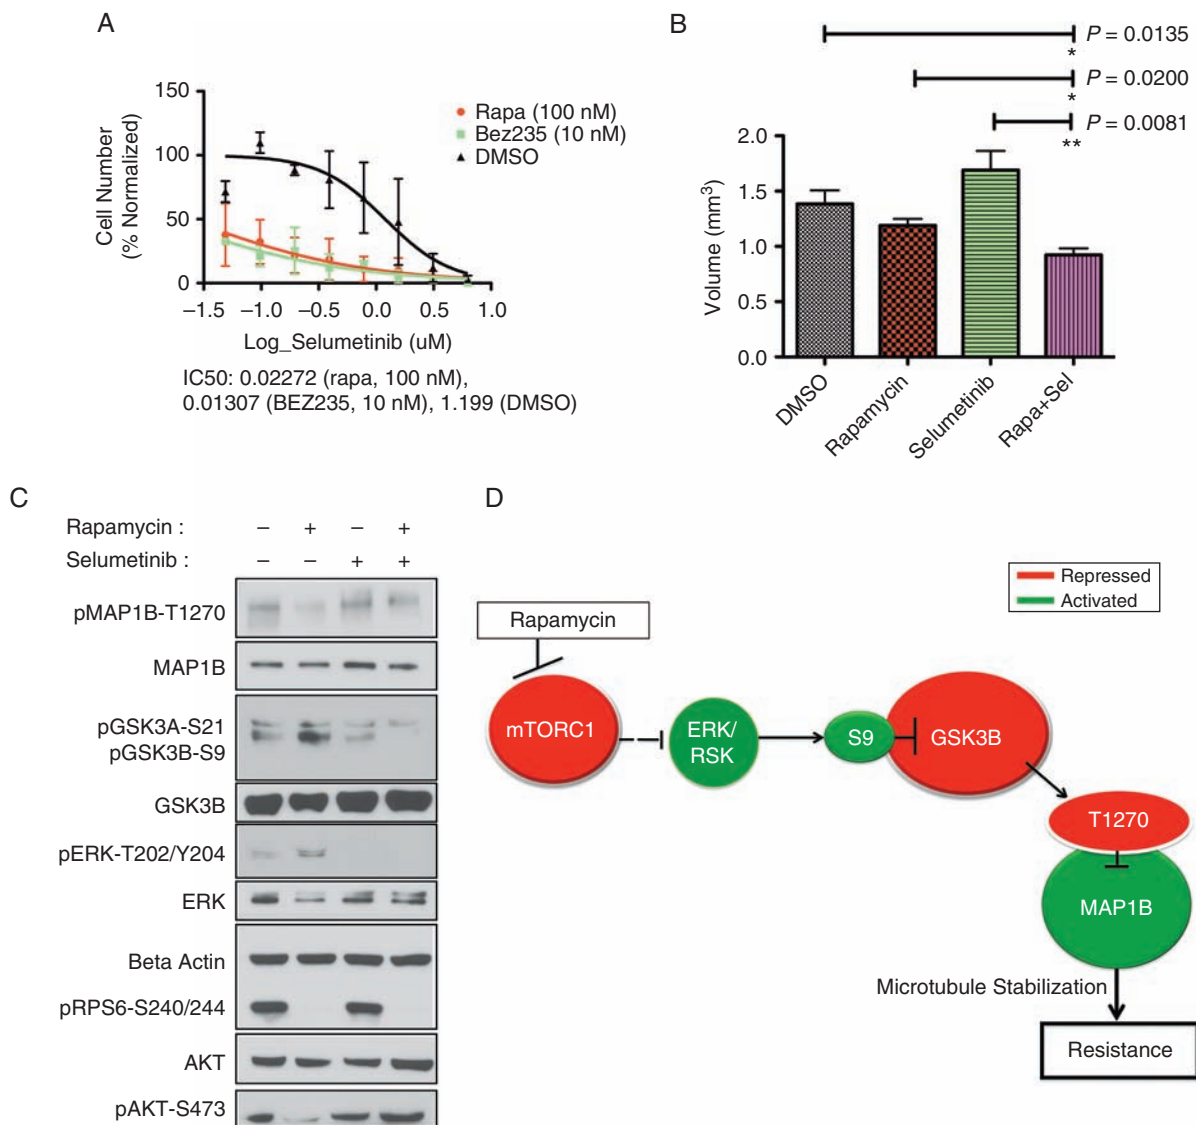 A
150
100
50
0
Cell Number
(% Normalized)
Rapa (100 nM)
Bez235 (10 nM)
DMSO
–1.5 –1.0 –0.5 0.0 0.5 1.0
Log_Selumetinib (uM)
IC50: 0.02272 (rapa, 100 nM),
0.01307 (BEZ235, 10 nM), 1.199 (DMSO)
B
P = 0.0135
*
P = 0.0200
*
P = 0.0081
**
2.0
1.5
1.0
0.5
0.0
Volume (mm³)
DMSO
Rapamycin
Selumetinib
Rapa+Sel
C
Rapamycin : – + – +
Selumetinib : – – + +
pMAP1B-T1270
MAP1B
pGSK3A-S21
pGSK3B-S9
GSK3B
pERK-T202/Y204
ERK
Beta Actin
pRPS6-S240/244
AKT
pAKT-S473
D
Repressed
Activated
Rapamycin
mTORC1
ERK/
RSK
S9
GSK3B
T1270
MAP1B
Microtubule Stabilization
Resistance